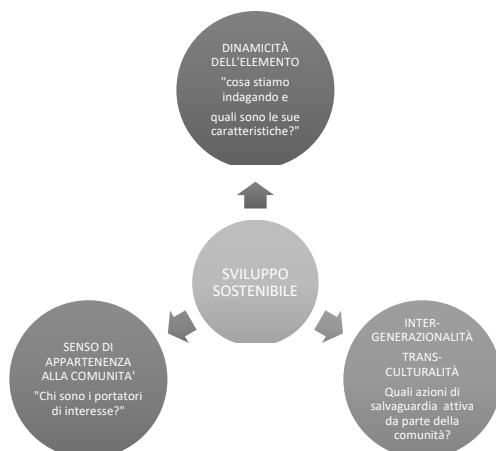 DINAMICITÀ
DELL'ELEMENTO
"cosa stiamo
indagando e
quali sono le sue
caratteristiche?"
SVILUPPO
SOSTENIBILE
SENSO DI
APPARTENENZA
ALLA COMUNITA'
"Chi sono i portatori
di interesse?"
INTER-
GENERAZIONALITÀ
TRANS-
CULTURALITÀ
Quali azioni di
salvaguardia attiva
da parte della
comunità?